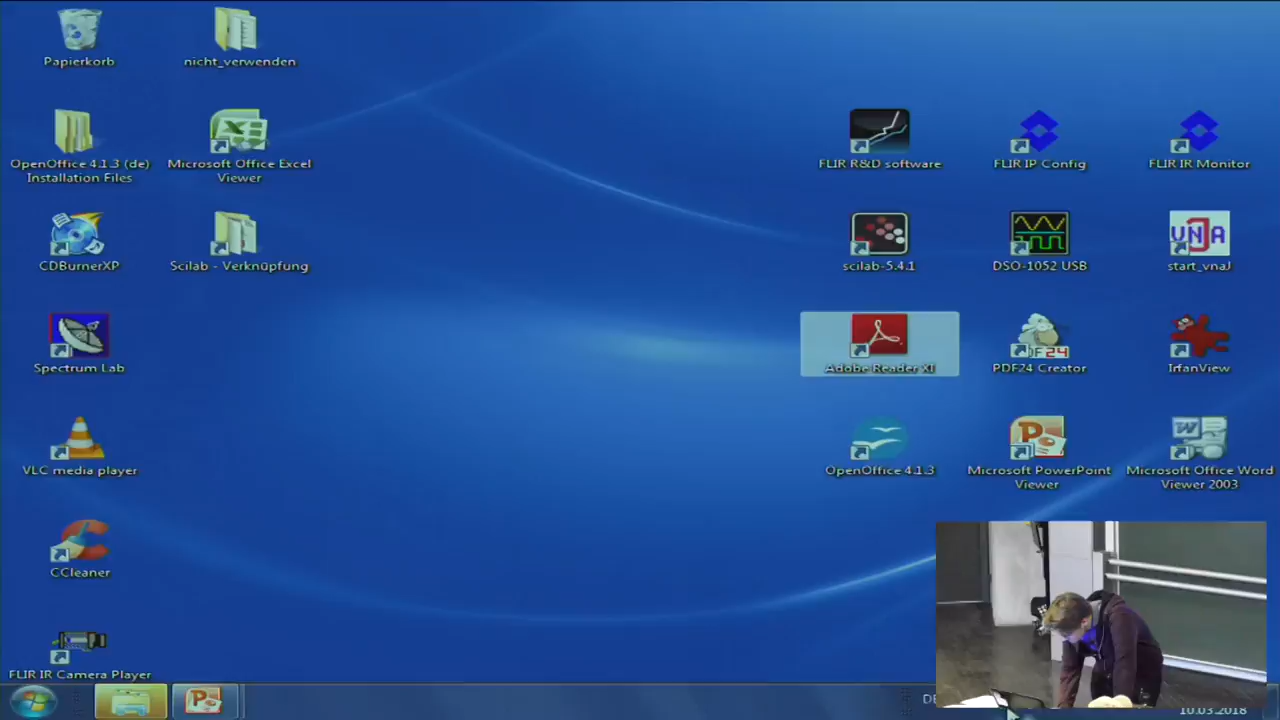 Papierkorb
nicht_verwenden
OpenOffice 4.1.3 (de)
Installation Files
Microsoft Office Excel
Viewer
FLIR R&D software
FLIR IP Config
FLIR IR Monitor
CDBurnerXP
Scilab - Verknüpfung
scilab-5.4.1
DSO-1052 USB
VNA
start_vnaJ
Spectrum Lab
Adobe Reader XI
PDF24
PDF24 Creator
IrfanView
VLC media player
OpenOffice 4.1.3
Microsoft PowerPoint
Viewer
Microsoft Office Word
Viewer 2003
CCleaner
FLIR IR Camera Player
DE
10.03.2018